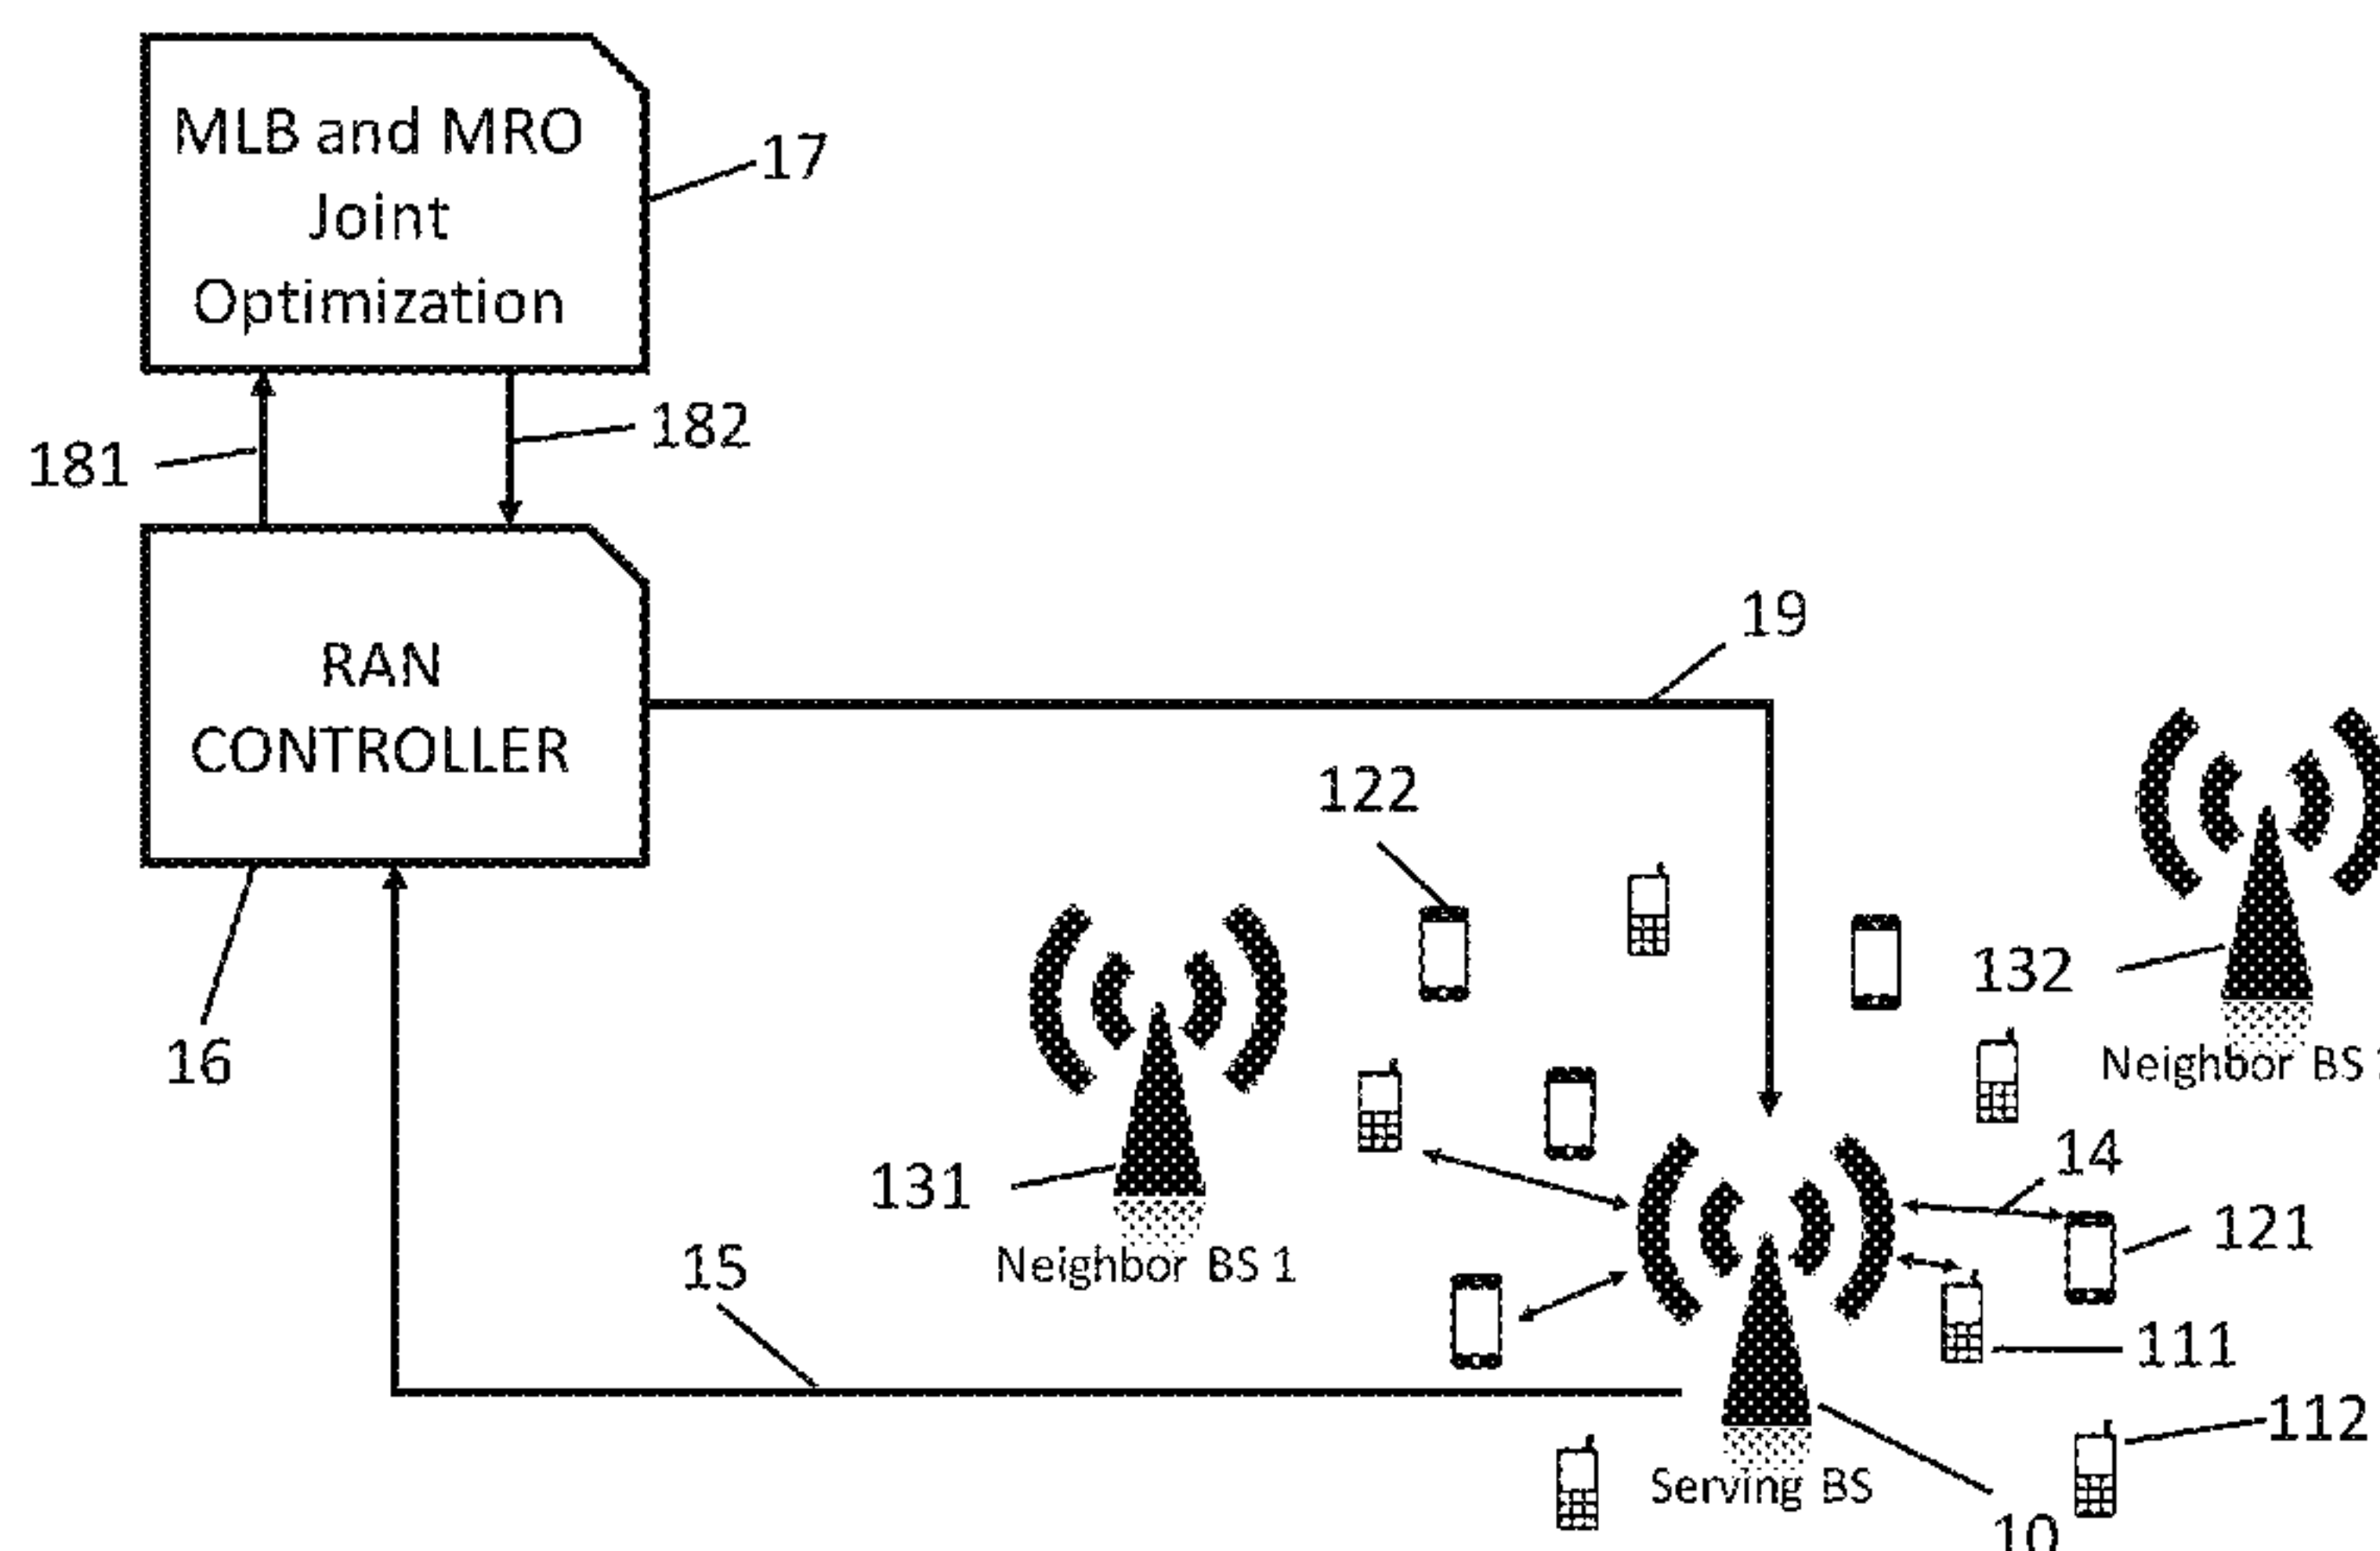 MLB and MRO
Joint
Optimization
17
181
182
RAN
CONTROLLER
19
122
132
16
Neighbor BS
131
14
Neighbor BS 1
121
15
111
112
Serving BS
10